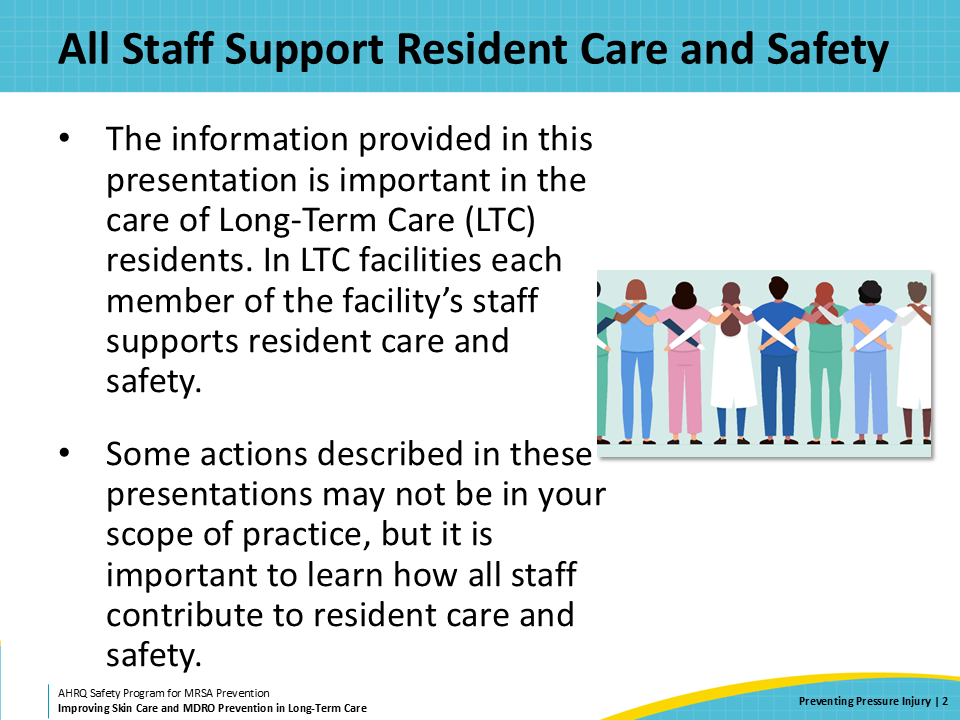 All Staff Support Resident Care and Safety
• The information provided in this
presentation is important in the
care of Long-Term Care (LTC)
residents. In LTC facilities each
member of the facility’s staff
supports resident care and
safety.
• Some actions described in these
presentations may not be in your
scope of practice, but it is
important to learn how all staff
contribute to resident care and
safety.
AHRQ Safety Program for MRSA Prevention
Improving Skin Care and MDRO Prevention in Long-Term Care
Preventing Pressure Injury | 2